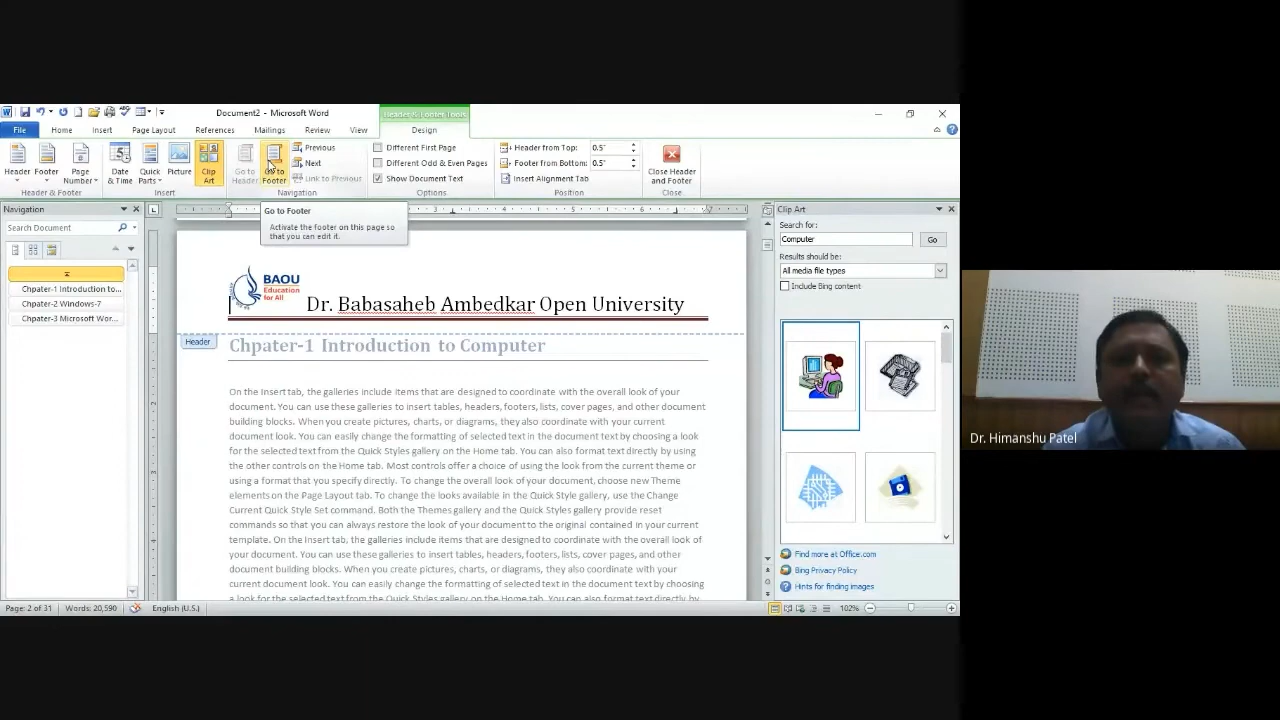 Document2 - Microsoft Word
Header & Footer Tools
File Home Insert Page Layout References Mailings Review View Design
Header Footer Page Number
Header & Footer
Date & Time Quick Parts Picture Clip Art
Insert
Go to Header Go to Footer
Previous
Next
Link to Previous
Navigation
Different First Page
Different Odd & Even Pages
Show Document Text
Options
Header from Top: 0.5"
Footer from Bottom: 0.5"
Insert Alignment Tab
Position
Close Header and Footer
Close
Go to Footer
Activate the footer on this page so
that you can edit it.
Navigation
Search Document
Chpater-1 Introduction to...
Chpater-2 Windows-7
Chpater-3 Microsoft Wor...
BAOU
Education
for All
Dr. Babasaheb Ambedkar Open University
Header
Chpater-1 Introduction to Computer
On the Insert tab, the galleries include items that are designed to coordinate with the overall look of your
document. You can use these galleries to insert tables, headers, footers, lists, cover pages, and other document
building blocks. When you create pictures, charts, or diagrams, they also coordinate with your current
document look. You can easily change the formatting of selected text in the document text by choosing a look
for the selected text from the Quick Styles gallery on the Home tab. You can also format text directly by using
the other controls on the Home tab. Most controls offer a choice of using the look from the current theme or
using a format that you specify directly. To change the overall look of your document, choose new Theme
elements on the Page Layout tab. To change the looks available in the Quick Style gallery, use the Change
Current Quick Style Set command. Both the Themes gallery and the Quick Styles gallery provide reset
commands so that you can always restore the look of your document to the original contained in your current
template. On the Insert tab, the galleries include items that are designed to coordinate with the overall look of
your document. You can use these galleries to insert tables, headers, footers, lists, cover pages, and other
document building blocks. When you create pictures, charts, or diagrams, they also coordinate with your
current document look. You can easily change the formatting of selected text in the document text by choosing
a look for the selected text from the Quick Styles gallery on the Home tab. You can also format text directly by
Clip Art
Search for:
Computer
Go
Results should be:
All media file types
Include Bing content
Find more at Office.com
Bing Privacy Policy
Hints for finding images
Page: 2 of 31 Words: 20,590 English (U.S.) 102%
Dr. Himanshu Patel